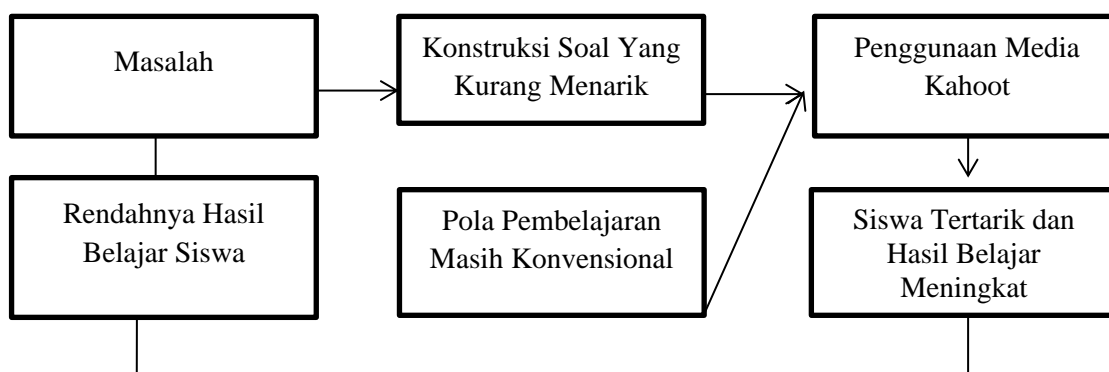 Masalah
Konstruksi Soal Yang
Kurang Menarik
Penggunaan Media
Kahoot
Rendahnya Hasil
Belajar Siswa
Pola Pembelajaran
Masih Konvensional
Siswa Tertarik dan
Hasil Belajar
Meningkat